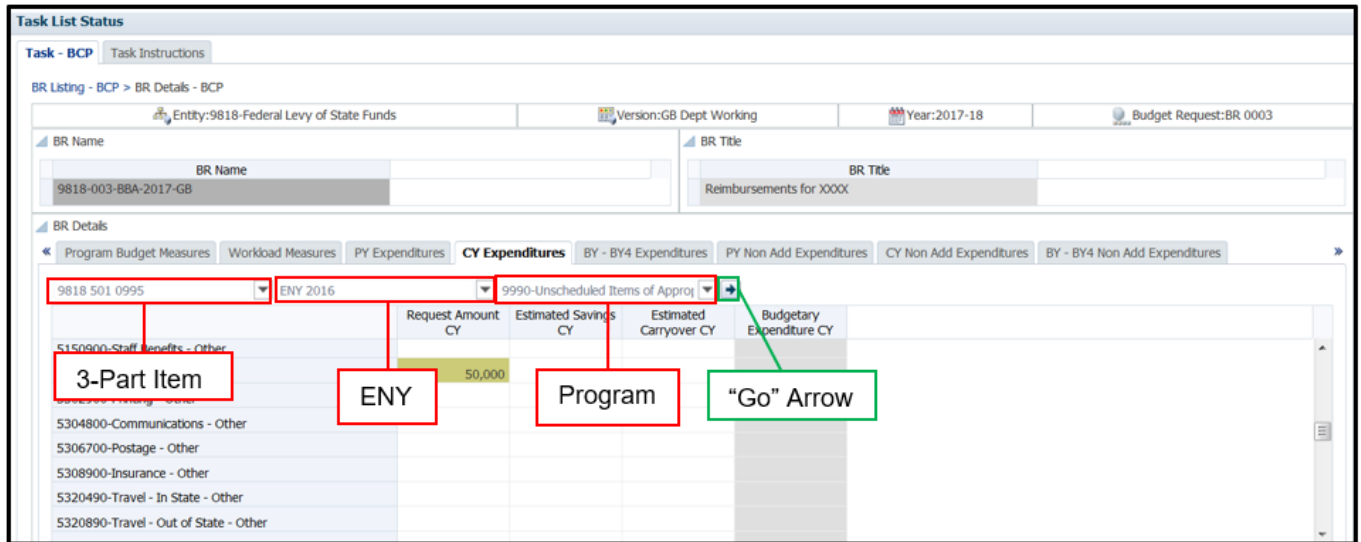 Task List Status
Task - BCP Task Instructions
BR Listing - BCP > BR Details - BCP
Entity:9818-Federal Levy of State Funds Version:GB Dept Working Year:2017-18 Budget Request:BR 0003
BR Name BR Title
BR Name BR Title
9818-003-BBA-2017-GB Reimbursements for XXXX
BR Details
« Program Budget Measures Workload Measures PY Expenditures CY Expenditures BY - BY4 Expenditures PY Non Add Expenditures CY Non Add Expenditures BY - BY4 Non Add Expenditures »
9818 501 0995 ENY 2016 9990-Unscheduled Items of Approp
Request Amount CY Estimated Savings CY Estimated Carryover CY Budgetary Expenditure CY
5150900-Staff Benefits - Other
50,000
3-Part Item ENY Program “Go” Arrow
5304800-Communications - Other
5306700-Postage - Other
5308900-Insurance - Other
5320490-Travel - In State - Other
5320890-Travel - Out of State - Other